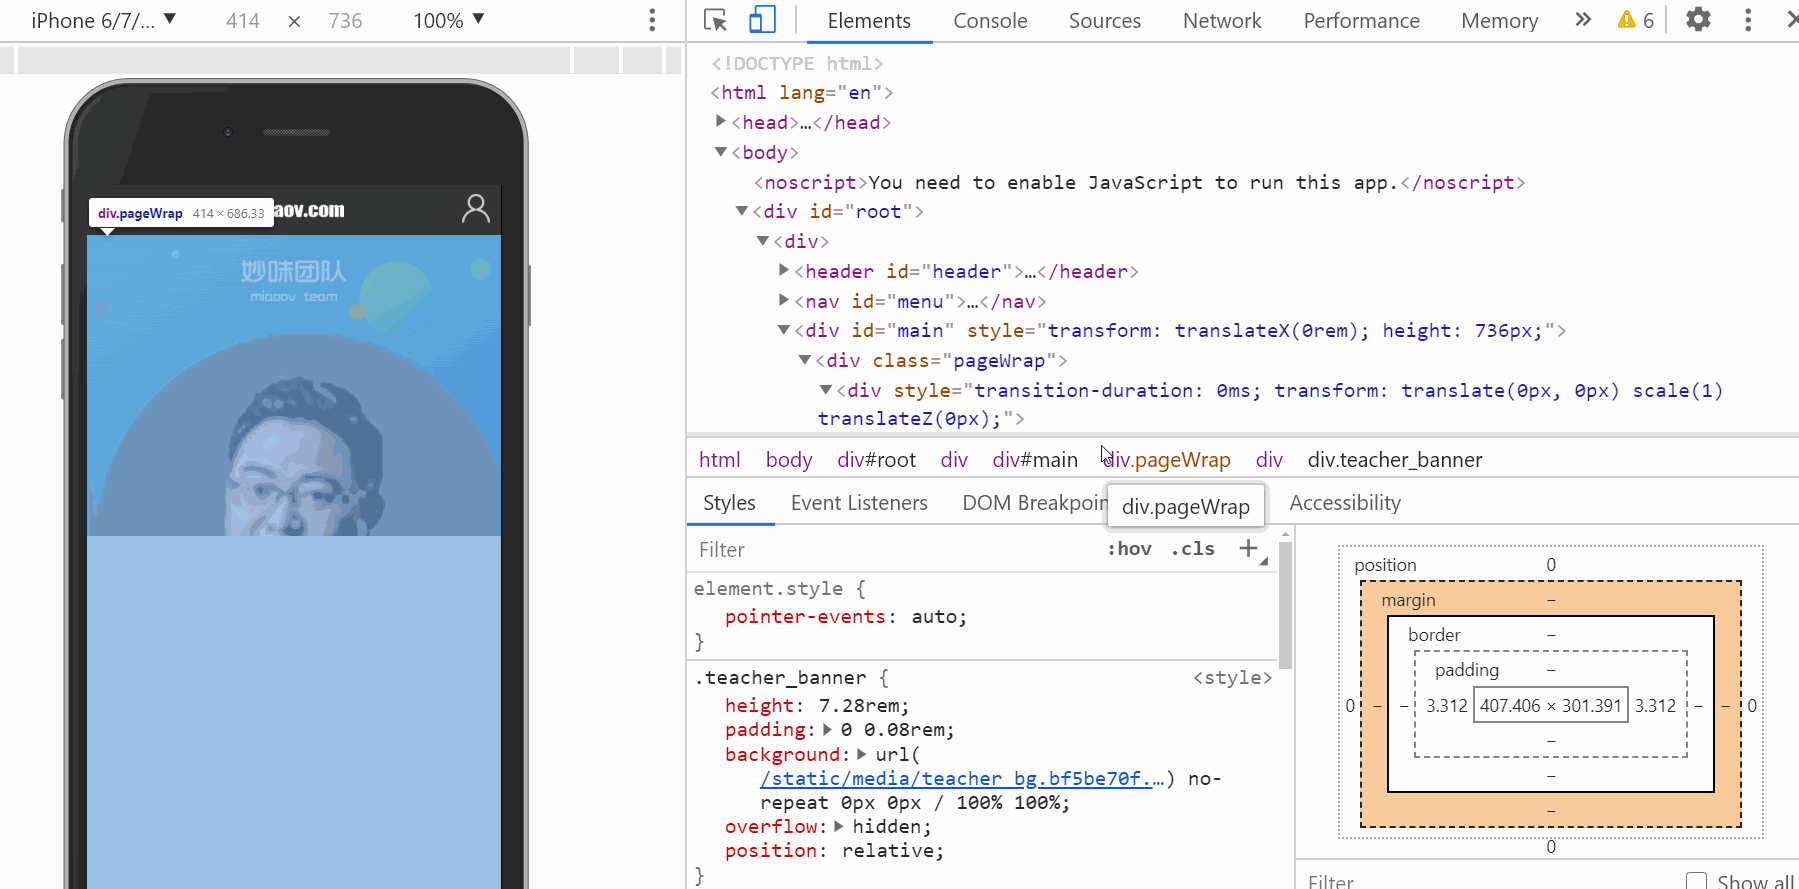 iPhone 6/7/… ▼ 414 × 736 100% ▼
Elements Console Sources Network Performance Memory » 6
<!DOCTYPE html>
<html lang="en">
▶<head>…</head>
▼<body>
<noscript>You need to enable JavaScript to run this app.</noscript>
▼<div id="root">
▼<div>
▶<header id="header">…</header>
▶<nav id="menu">…</nav>
▼<div id="main" style="transform: translateX(0rem); height: 736px;">
▼<div class="pageWrap">
▼<div style="transition-duration: 0ms; transform: translate(0px, 0px) scale(1)
translateZ(0px);">
div.pageWrap 414 × 686.33
aov.com
妙味团队
miaov team
html body div#root div div#main div.pageWrap div div.teacher_banner
Styles Event Listeners DOM Breakpoin Accessibility
div.pageWrap
Filter :hov .cls +
element.style {
pointer-events: auto;
}
.teacher_banner { <style>
height: 7.28rem;
padding:▶ 0 0.08rem;
background:▶ url(
/static/media/teacher_bg.bf5be70f.…) no-
repeat 0px 0px / 100% 100%;
overflow:▶ hidden;
position: relative;
}
position 0
margin –
border –
padding –
0 – – 3.312 407.406 × 301.391 3.312 – – 0
–
–
–
0
Filter Show all